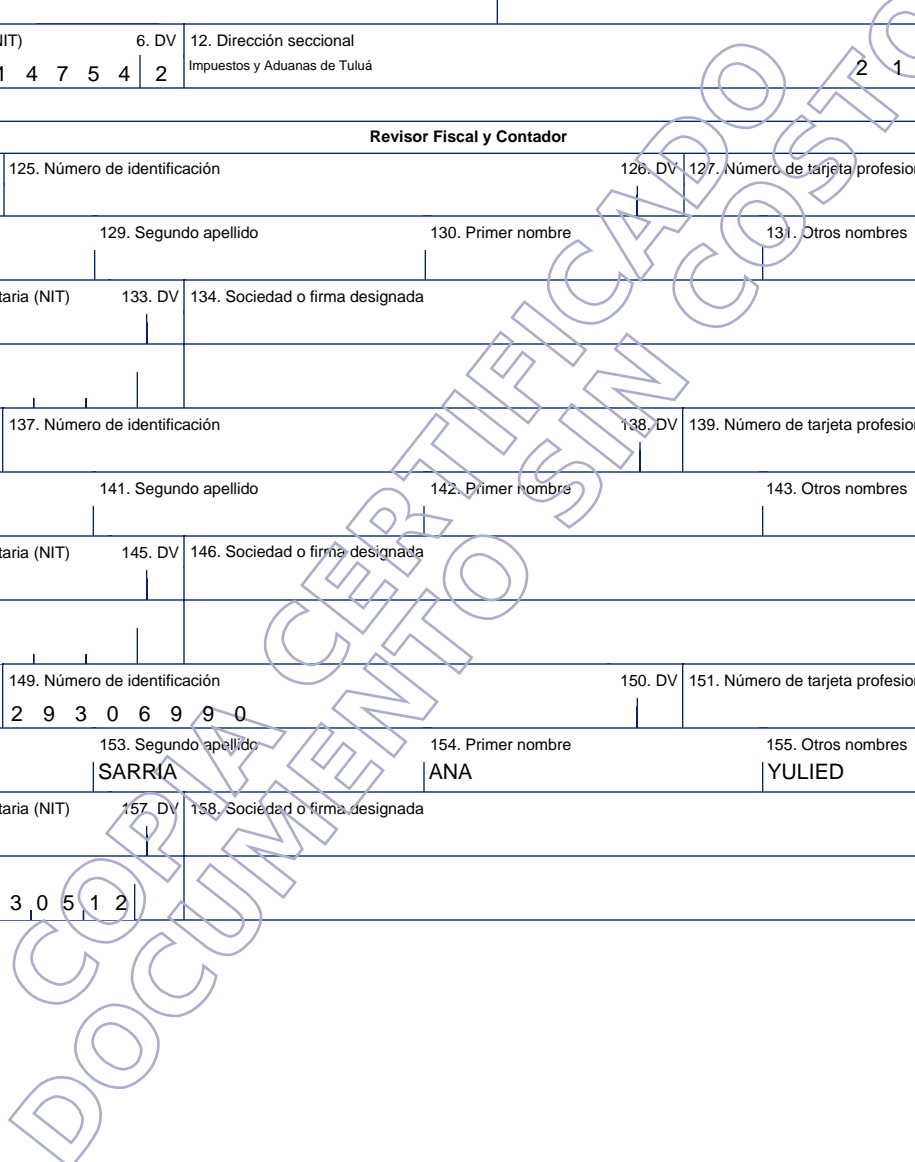 IIT) 6. DV 12. Dirección seccional
1 4 7 5 4 2 Impuestos y Aduanas de Tuluá 2 1
Revisor Fiscal y Contador
125. Número de identificación 126. DV 127. Número de tarjeta profesion
129. Segundo apellido 130. Primer nombre 131. Otros nombres
taria (NIT) 133. DV 134. Sociedad o firma designada
137. Número de identificación 138. DV 139. Número de tarjeta profesion
141. Segundo apellido 142. Primer nombre 143. Otros nombres
taria (NIT) 145. DV 146. Sociedad o firma designada
149. Número de identificación 150. DV 151. Número de tarjeta profesion
2 9 3 0 6 9 9 0
153. Segundo apellido 154. Primer nombre 155. Otros nombres
SARRIA ANA YULIED
taria (NIT) 157. DV 158. Sociedad o firma designada
3 0 5 1 2
COPIA CERTIFICADO
DOCUMENTO SIN COSTO